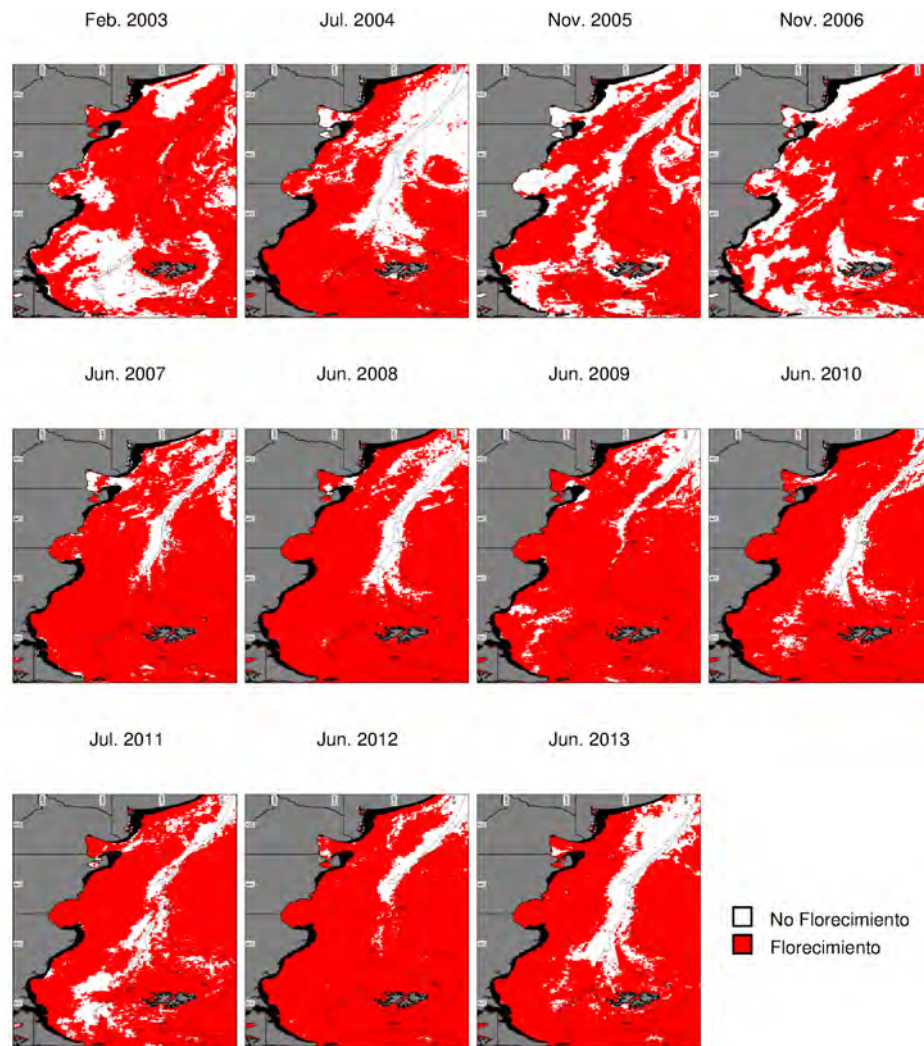 Feb. 2003
Jul. 2004
Nov. 2005
Nov. 2006
Jun. 2007
Jun. 2008
Jun. 2009
Jun. 2010
Jul. 2011
Jun. 2012
Jun. 2013
No Florecimiento
Florecimiento